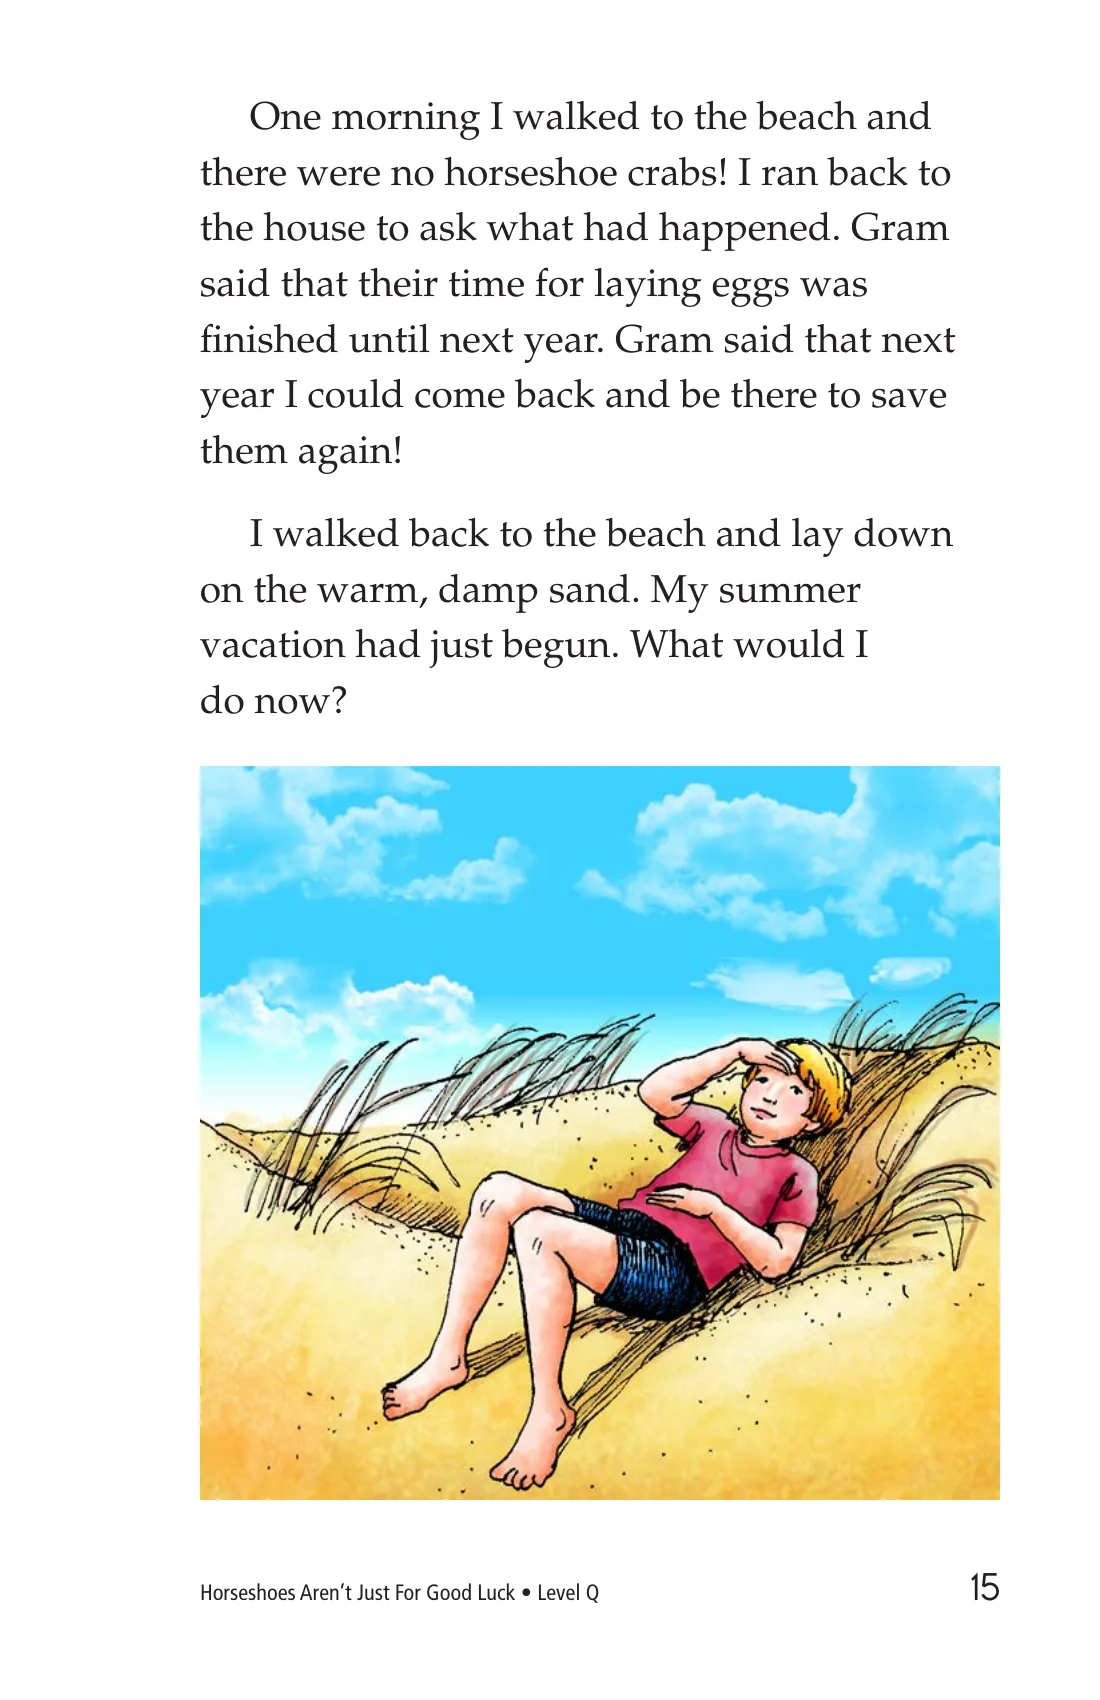 One morning I walked to the beach and
there were no horseshoe crabs! I ran back to
the house to ask what had happened. Gram
said that their time for laying eggs was
finished until next year. Gram said that next
year I could come back and be there to save
them again!
I walked back to the beach and lay down
on the warm, damp sand. My summer
vacation had just begun. What would I
do now?
Horseshoes Aren’t Just For Good Luck • Level Q
15